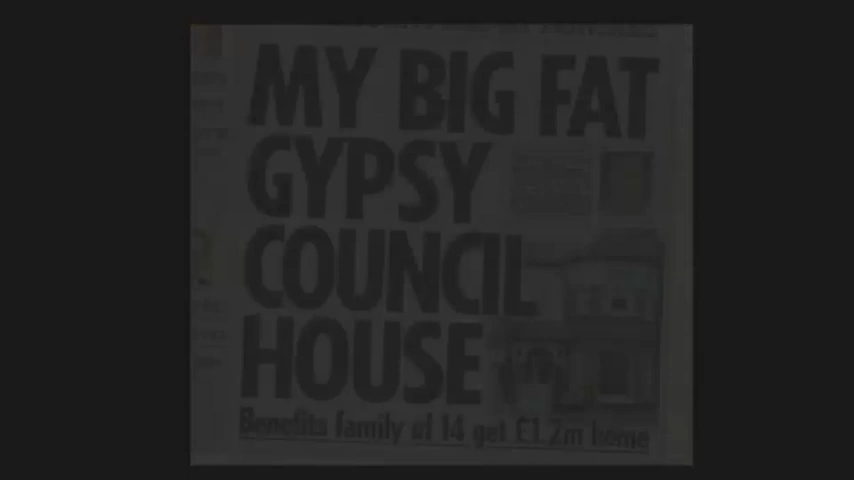 MY BIG FAT
GYPSY
COUNCIL
HOUSE
Benefits family of 14 get £1.2m home